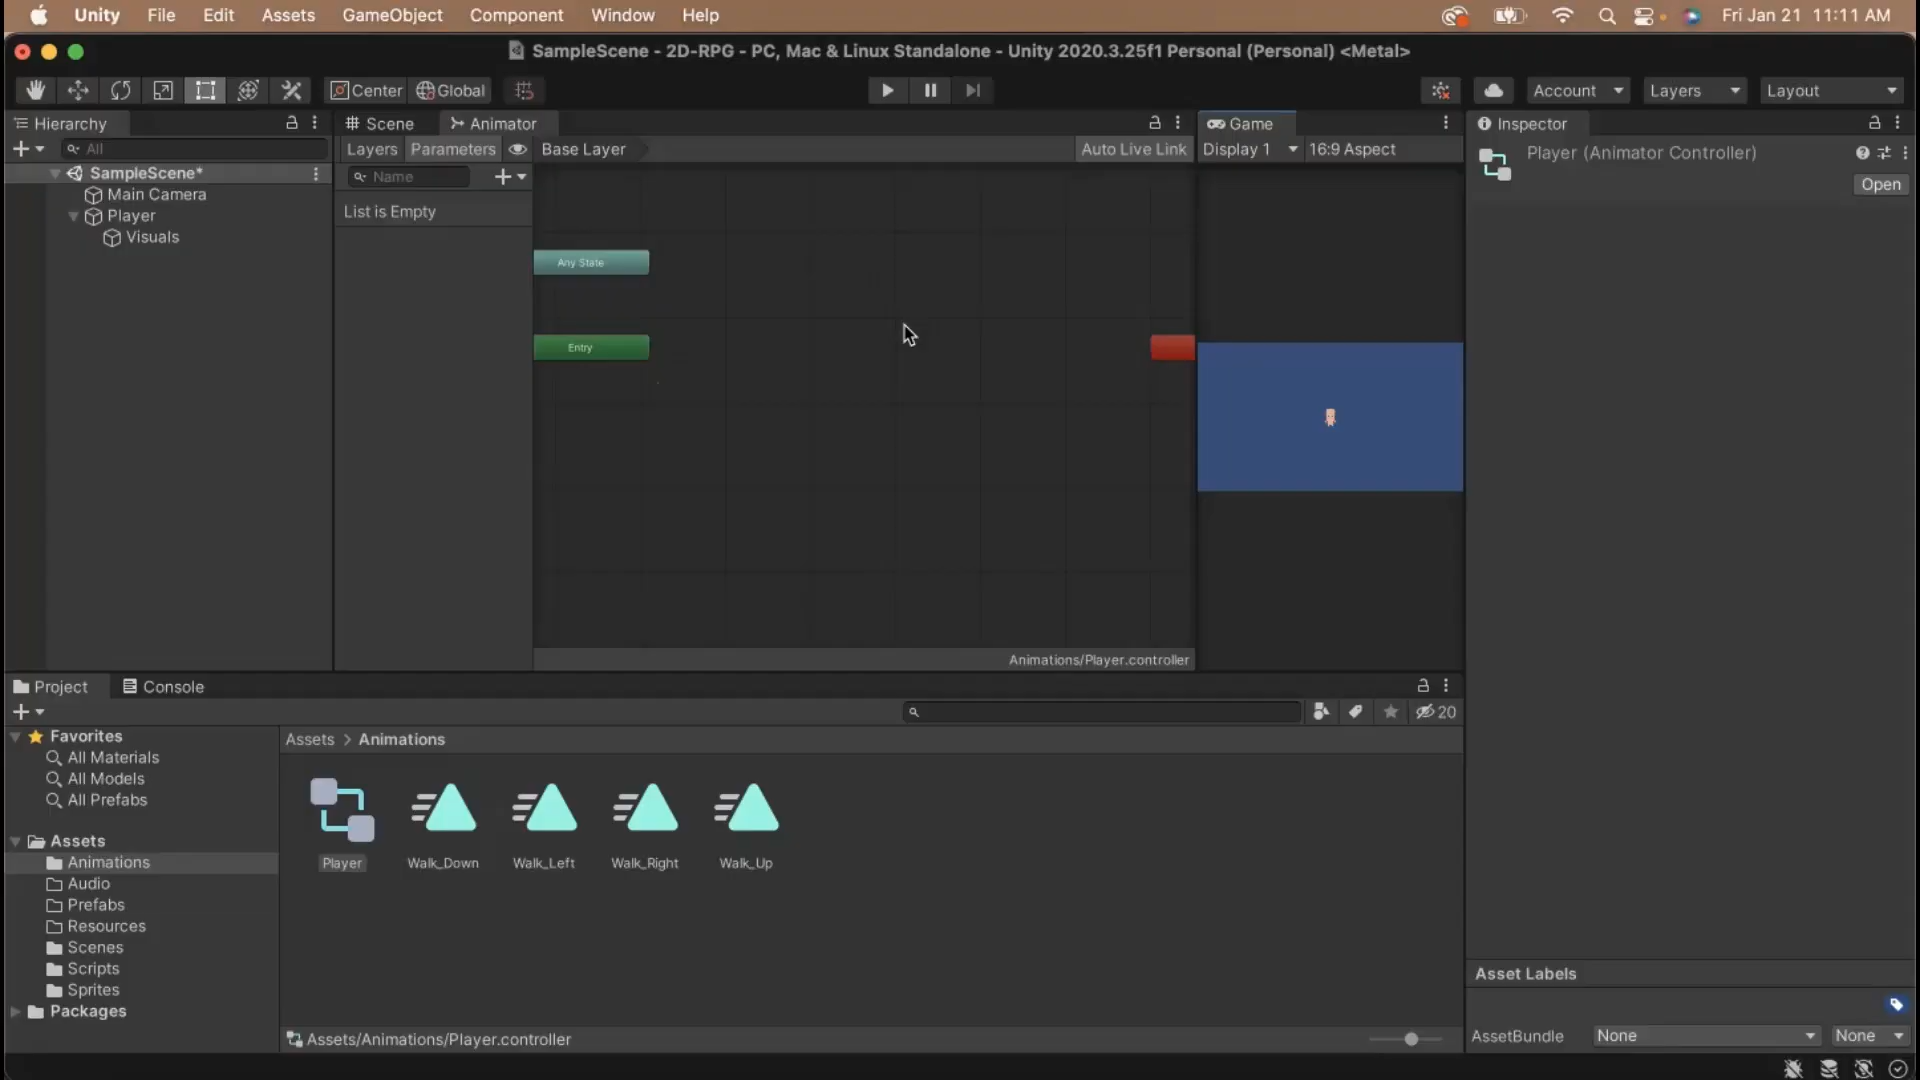 Unity File Edit Assets GameObject Component Window Help Fri Jan 21 11:11 AM
SampleScene - 2D-RPG - PC, Mac & Linux Standalone - Unity 2020.3.25f1 Personal (Personal) <Metal>
Center Global Account Layers Layout
Hierarchy
All
SampleScene*
Main Camera
Player
Visuals
Scene Animator
Layers Parameters Base Layer Auto Live Link
Name
List is Empty
Any State
Entry
Animations/Player.controller
Game
Display 1 16:9 Aspect
Inspector
Player (Animator Controller)
Open
Project Console
20
Favorites
All Materials
All Models
All Prefabs
Assets
Animations
Audio
Prefabs
Resources
Scenes
Scripts
Sprites
Packages
Assets > Animations
Player Walk_Down Walk_Left Walk_Right Walk_Up
Assets/Animations/Player.controller
Asset Labels
AssetBundle None None